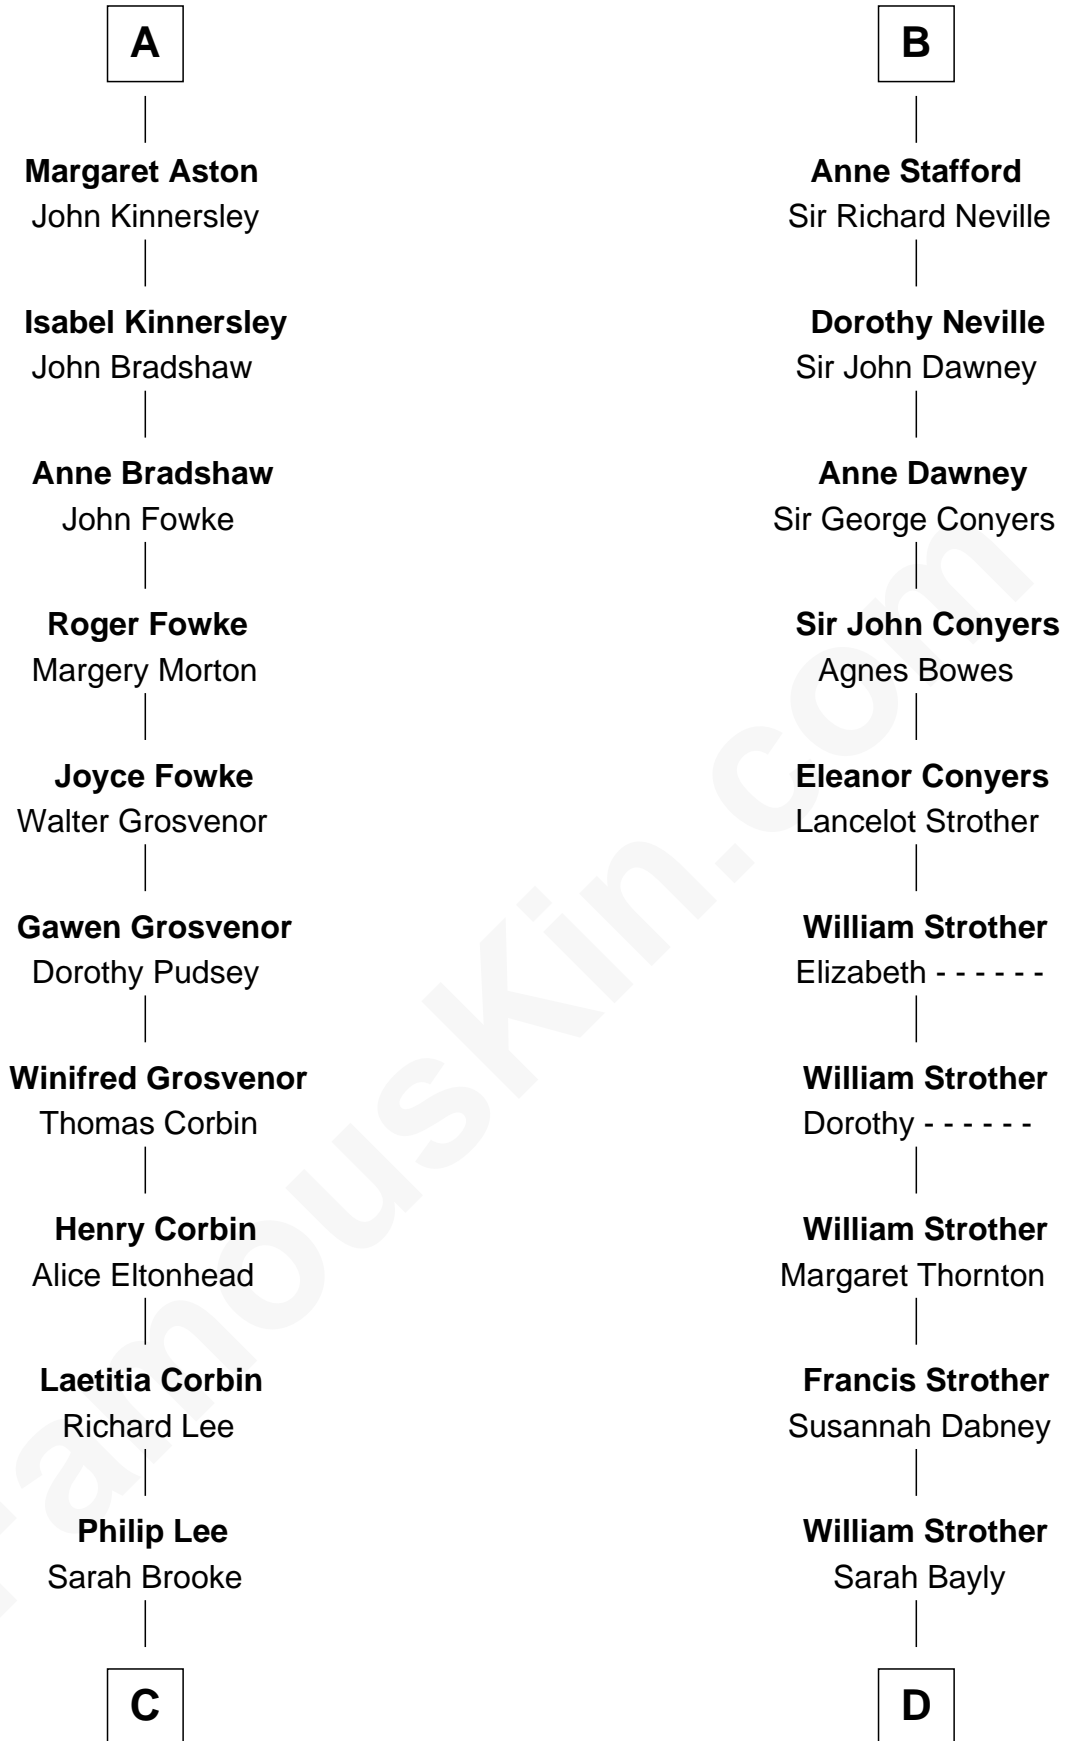 A
Margaret Aston
John Kinnersley
Isabel Kinnersley
John Bradshaw
Anne Bradshaw
John Fowke
Roger Fowke
Margery Morton
Joyce Fowke
Walter Grosvenor
Gawen Grosvenor
Dorothy Pudsey
Winifred Grosvenor
Thomas Corbin
Henry Corbin
Alice Eltonhead
Laetitia Corbin
Richard Lee
Philip Lee
Sarah Brooke
C
B
Anne Stafford
Sir Richard Neville
Dorothy Neville
Sir John Dawney
Anne Dawney
Sir George Conyers
Sir John Conyers
Agnes Bowes
Eleanor Conyers
Lancelot Strother
William Strother
Elizabeth - - - - - -
William Strother
Dorothy - - - - - -
William Strother
Margaret Thornton
Francis Strother
Susannah Dabney
William Strother
Sarah Bayly
D
FamousKin.com